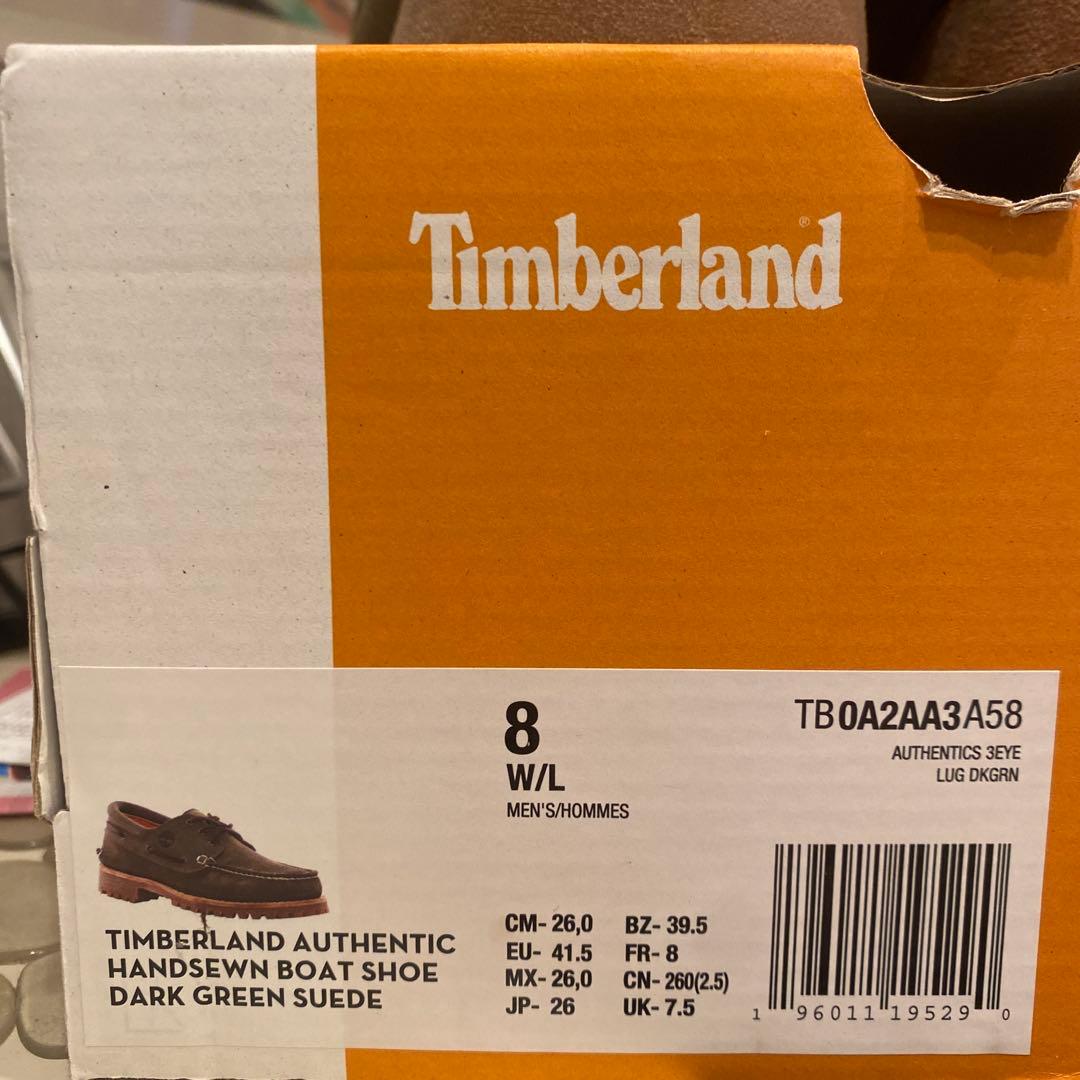 Timberland®
8
W/L
MEN'S/HOMMES
TB0A2AA3A58
AUTHENTICS 3EYE
LUG DKGRN
TIMBERLAND AUTHENTIC
HANDSEWN BOAT SHOE
DARK GREEN SUEDE
CM- 26,0 BZ- 39.5
EU- 41.5 FR- 8
MX- 26,0 CN- 260(2.5)
JP- 26 UK- 7.5
1 96011 19529 0